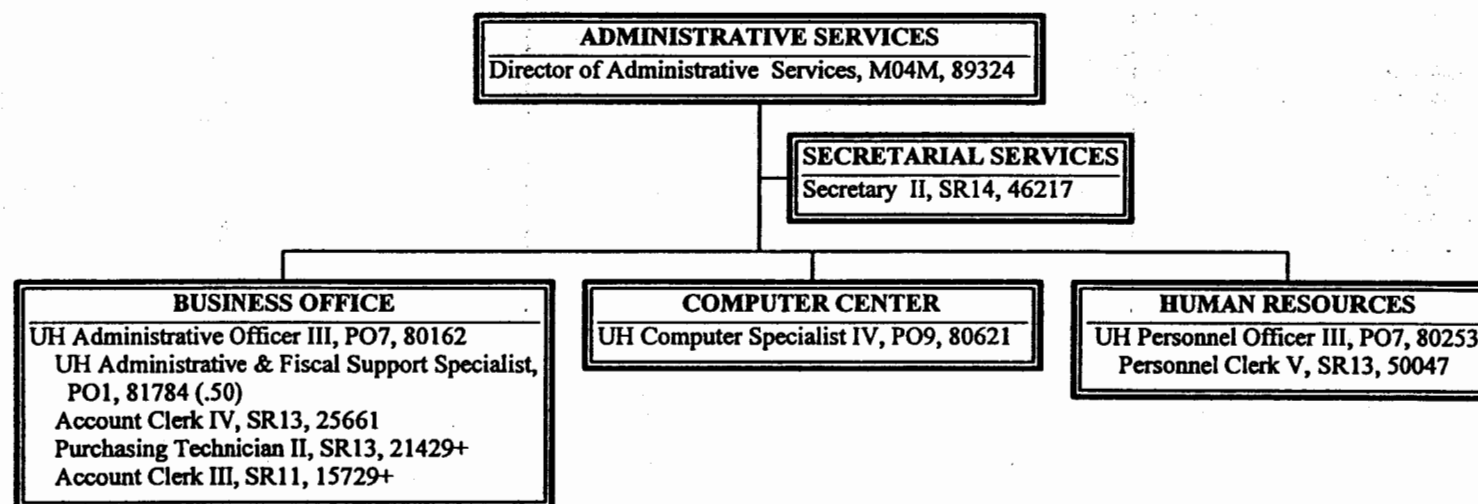 ADMINISTRATIVE SERVICES
Director of Administrative Services, M04M, 89324
SECRETARIAL SERVICES
Secretary II, SR14, 46217
BUSINESS OFFICE
UH Administrative Officer III, PO7, 80162
UH Administrative & Fiscal Support Specialist,
PO1, 81784 (.50)
Account Clerk IV, SR13, 25661
Purchasing Technician II, SR13, 21429+
Account Clerk III, SR11, 15729+
COMPUTER CENTER
UH Computer Specialist IV, PO9, 80621
HUMAN RESOURCES
UH Personnel Officer III, PO7, 80253
Personnel Clerk V, SR13, 50047